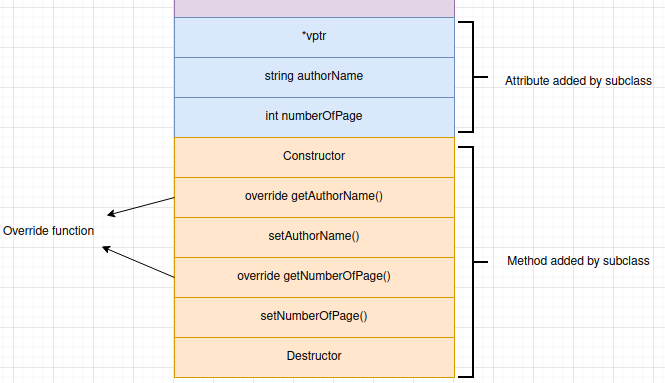 *vptr
string authorName
Attribute added by subclass
int numberOfPage
Constructor
override getAuthorName()
Override function
setAuthorName()
override getNumberOfPage()
Method added by subclass
setNumberOfPage()
Destructor